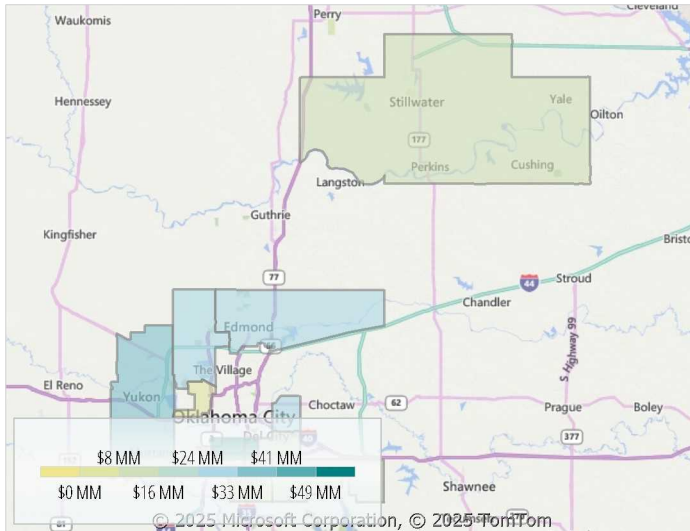 Waukomis
Perry
Cleveland
Hennessey
Stillwater
Yale
Oilton
177
Perkins
Cushing
Langston
Guthrie
Kingfisher
77
44
Stroud
Chandler
Edmond
The Village
El Reno
Yukon
S Highway 99
Choctaw
62
Prague
Boley
Oklahoma City
377
$8 MM $24 MM $41 MM
$0 MM $16 MM $33 MM $49 MM
Shawnee
81
© 2025 Microsoft Corporation, © 2025 TomTom